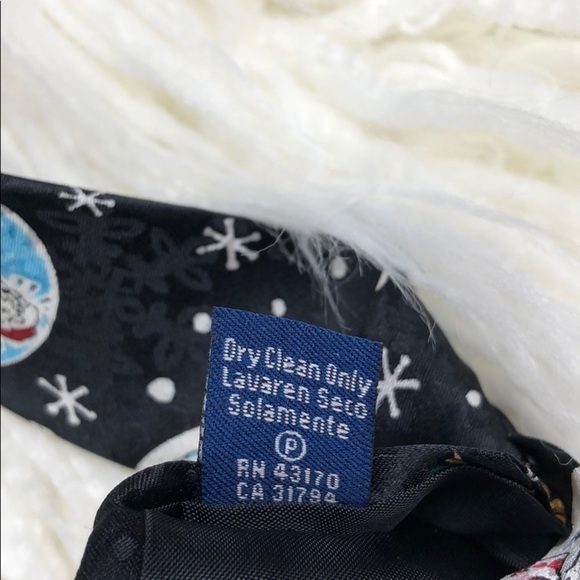 Dry Clean Only
Lavaren Seco
Solamente
P
RN 43170
CA 31794